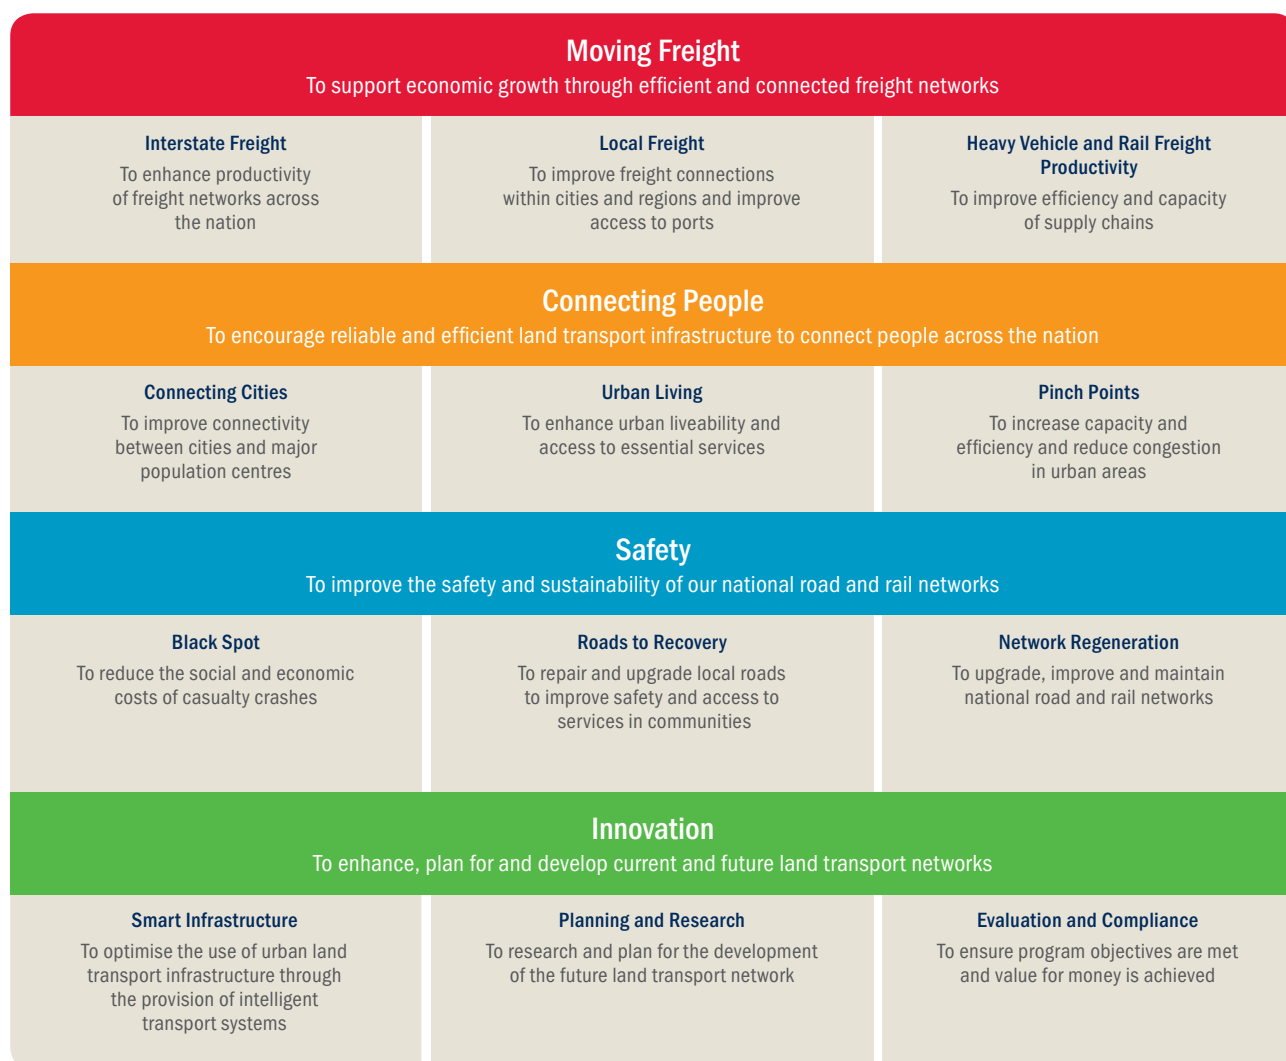 Moving Freight
To support economic growth through efficient and connected freight networks
Interstate Freight
To enhance productivity
of freight networks across
the nation
Local Freight
To improve freight connections
within cities and regions and improve
access to ports
Heavy Vehicle and Rail Freight
Productivity
To improve efficiency and capacity
of supply chains
Connecting People
To encourage reliable and efficient land transport infrastructure to connect people across the nation
Connecting Cities
To improve connectivity
between cities and major
population centres
Urban Living
To enhance urban liveability and
access to essential services
Pinch Points
To increase capacity and
efficiency and reduce congestion
in urban areas
Safety
To improve the safety and sustainability of our national road and rail networks
Black Spot
To reduce the social and economic
costs of casualty crashes
Roads to Recovery
To repair and upgrade local roads
to improve safety and access to
services in communities
Network Regeneration
To upgrade, improve and maintain
national road and rail networks
Innovation
To enhance, plan for and develop current and future land transport networks
Smart Infrastructure
To optimise the use of urban land
transport infrastructure through
the provision of intelligent
transport systems
Planning and Research
To research and plan for the development
of the future land transport network
Evaluation and Compliance
To ensure program objectives are met
and value for money is achieved